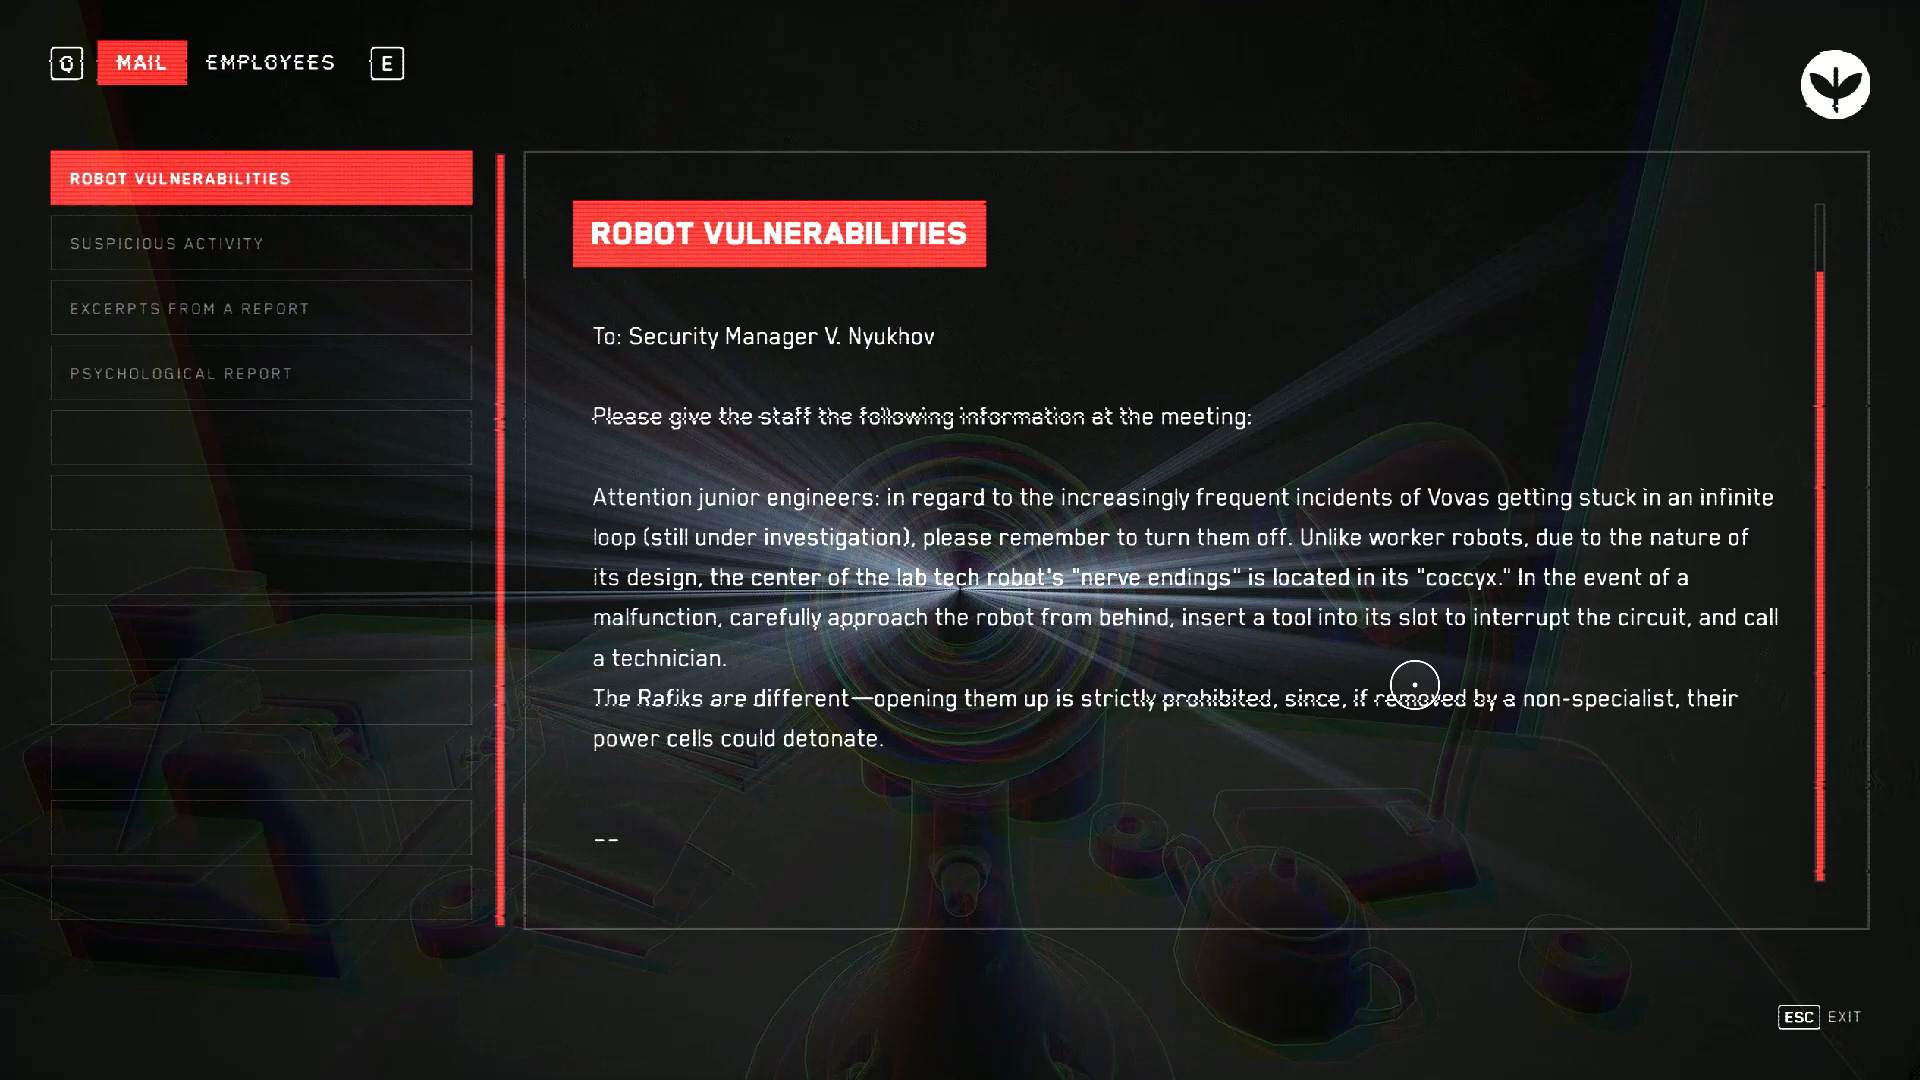 Q MAIL EMPLOYEES E
ROBOT VULNERABILITIES
SUSPICIOUS ACTIVITY
EXCERPTS FROM A REPORT
PSYCHOLOGICAL REPORT
ROBOT VULNERABILITIES
To: Security Manager V. Nyukhov
Please give the staff the following information at the meeting:
Attention junior engineers: in regard to the increasingly frequent incidents of Vovas getting stuck in an infinite
loop (still under investigation), please remember to turn them off. Unlike worker robots, due to the nature of
its design, the center of the lab tech robot's "nerve endings" is located in its "coccyx." In the event of a
malfunction, carefully approach the robot from behind, insert a tool into its slot to interrupt the circuit, and call
a technician.
The Rafiks are different—opening them up is strictly prohibited, since, if removed by a non-specialist, their
power cells could detonate.
--
ESC EXIT